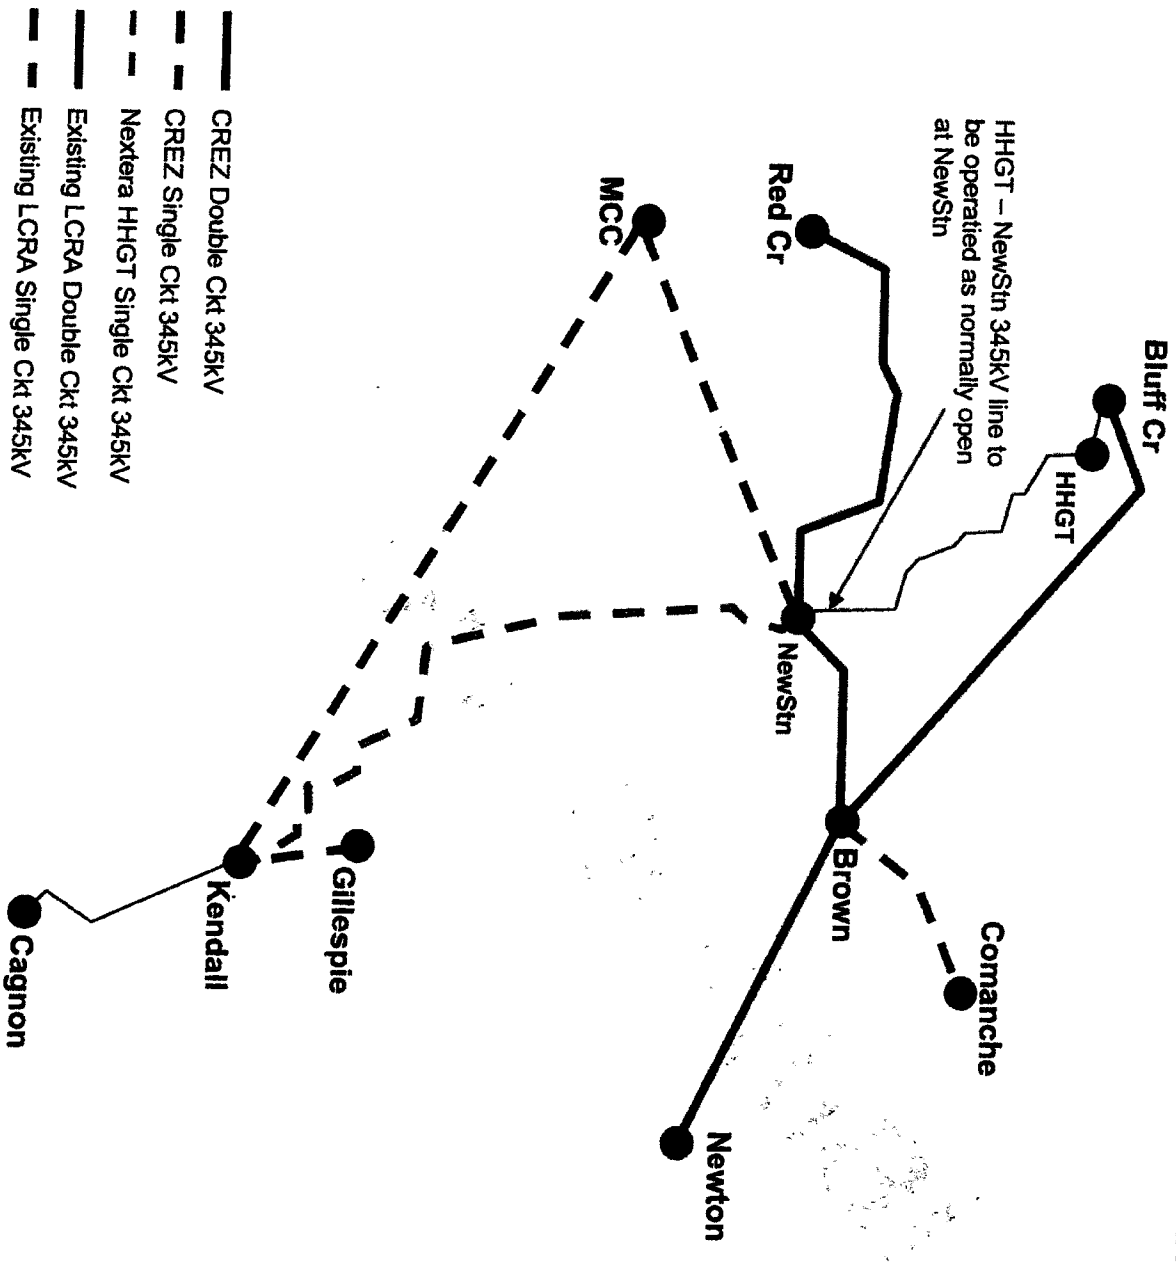 Bluff Cr
HHGT
HHGT – NewStn 345kV line to
be operatied as normally open
at NewStn
Red Cr
MCC
NewStn
Brown
Comanche
Newton
Gillespie
Kendall
Cagnon
CREZ Double Ckt 345kV
CREZ Single Ckt 345kV
Nextera HHGT Single Ckt 345kV
Existing LCRA Double Ckt 345kV
Existing LCRA Single Ckt 345kV